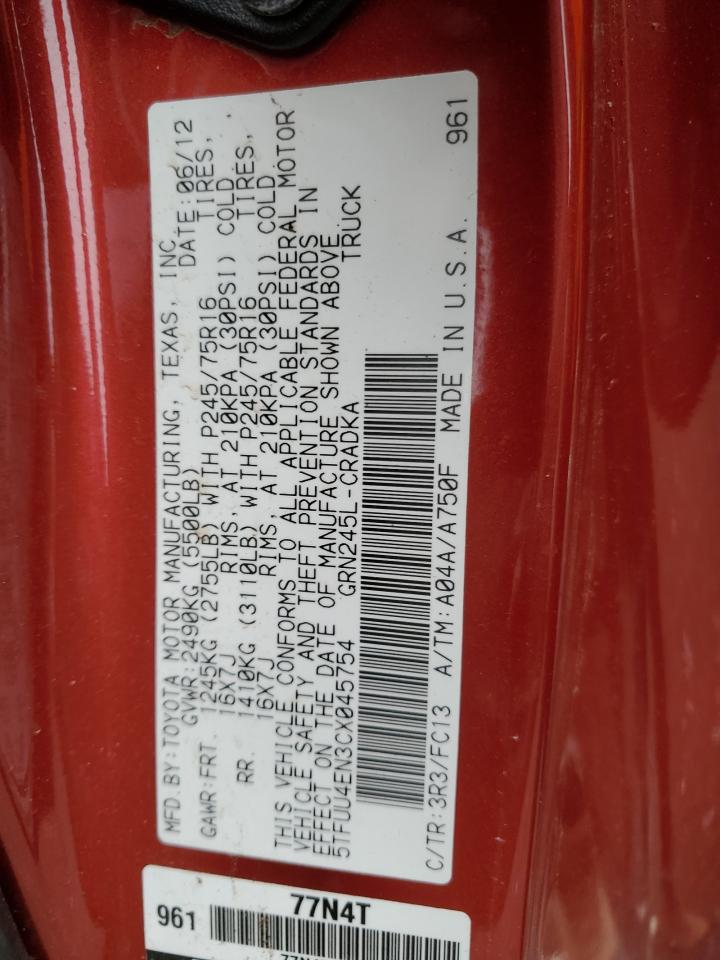 MFD.BY:TOYOTA MOTOR MANUFACTURING, TEXAS, INC
GVWR:2490KG (5500LB) DATE:06/12
GAWR:FRT. 1245KG (2755LB) WITH P245/75R16 TIRES,
16X7J RIMS, AT 210KPA (30PSI) COLD
RR. 1410KG (3110LB) WITH P245/75R16 TIRES,
16X7J RIMS, AT 210KPA (30PSI) COLD
THIS VEHICLE CONFORMS TO ALL APPLICABLE FEDERAL MOTOR
VEHICLE SAFETY AND THEFT PREVENTION STANDARDS IN
EFFECT ON THE DATE OF MANUFACTURE SHOWN ABOVE.
5TFUU4EN3CX045754 GRN245L-CRADKA TRUCK
C/TR:3R3/FC13 A/TM:A04A/A750F MADE IN U.S.A. 961
77N4T
961